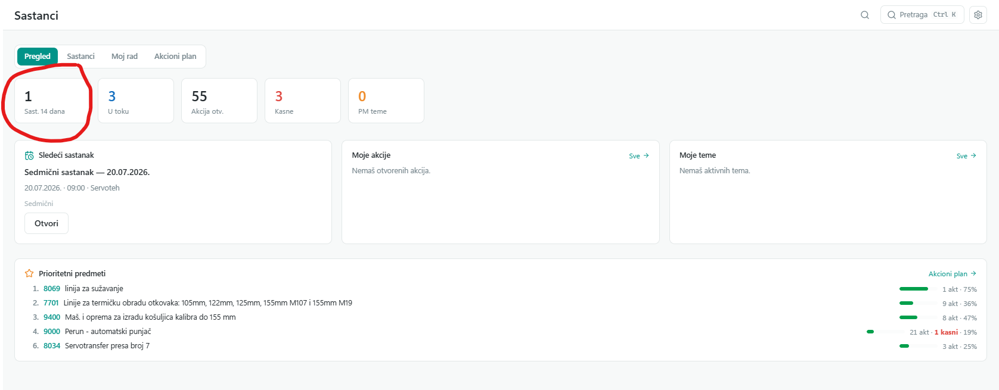 Sastanci
Pretraga Ctrl K
Pregled Sastanci Moj rad Akcioni plan
1
Sast. 14 dana
3
U toku
55
Akcija otv.
3
Kasne
0
PM teme
Sledeći sastanak
Sedmični sastanak — 20.07.2026.
20.07.2026. · 09:00 · Servoteh
Sedmični
Otvori
Moje akcije Sve →
Nemaš otvorenih akcija.
Moje teme Sve →
Nemaš aktivnih tema.
Prioritetni predmeti Akcioni plan →
1. 8069 linija za sužavanje 1 akt · 75%
2. 7701 Linije za termičku obradu otkovaka: 105mm, 122mm, 125mm, 155mm M107 i 155mm M19 9 akt · 36%
3. 9400 Maš. i oprema za izradu košuljica kalibra do 155 mm 8 akt · 47%
4. 9000 Perun - automatski punjač 21 akt · 1 kasni · 19%
6. 8034 Servotransfer presa broj 7 3 akt · 25%